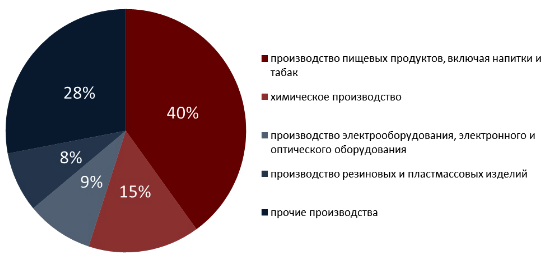 28%
40%
8%
9%
15%
производство пищевых продуктов, включая напитки и
табак
химическое производство
производство электрооборудования, электронного и
оптического оборудования
производство резиновых и пластмассовых изделий
прочие производства